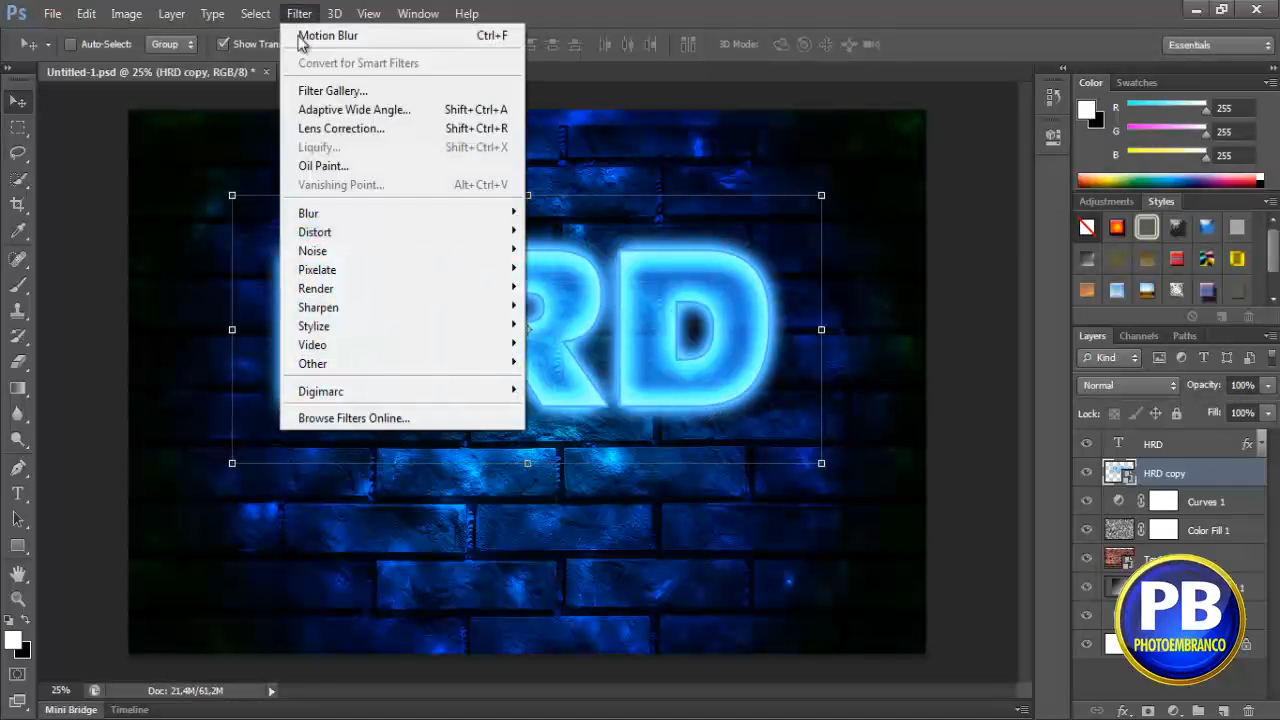 Ps File Edit Image Layer Type Select Filter 3D View Window Help
Auto-Select: Group Show Tran 3D Mode: Essentials
Untitled-1.psd @ 25% (HRD copy, RGB/8) * ×
Motion Blur Ctrl+F
Convert for Smart Filters
Filter Gallery...
Adaptive Wide Angle... Shift+Ctrl+A
Lens Correction... Shift+Ctrl+R
Liquify... Shift+Ctrl+X
Oil Paint...
Vanishing Point... Alt+Ctrl+V
Blur
Distort
Noise
Pixelate
Render
Sharpen
Stylize
Video
Other
Digimarc
Browse Filters Online...
RD
Color Swatches
R 255
G 255
B 255
Adjustments Styles
Layers Channels Paths
Kind
Normal Opacity: 100%
Lock: Fill: 100%
HRD fx
HRD copy
Curves 1
Color Fill 1
1
PB
PHOTOEMBRANCO
25% Doc: 21,4M/61,2M
Mini Bridge Timeline
fx